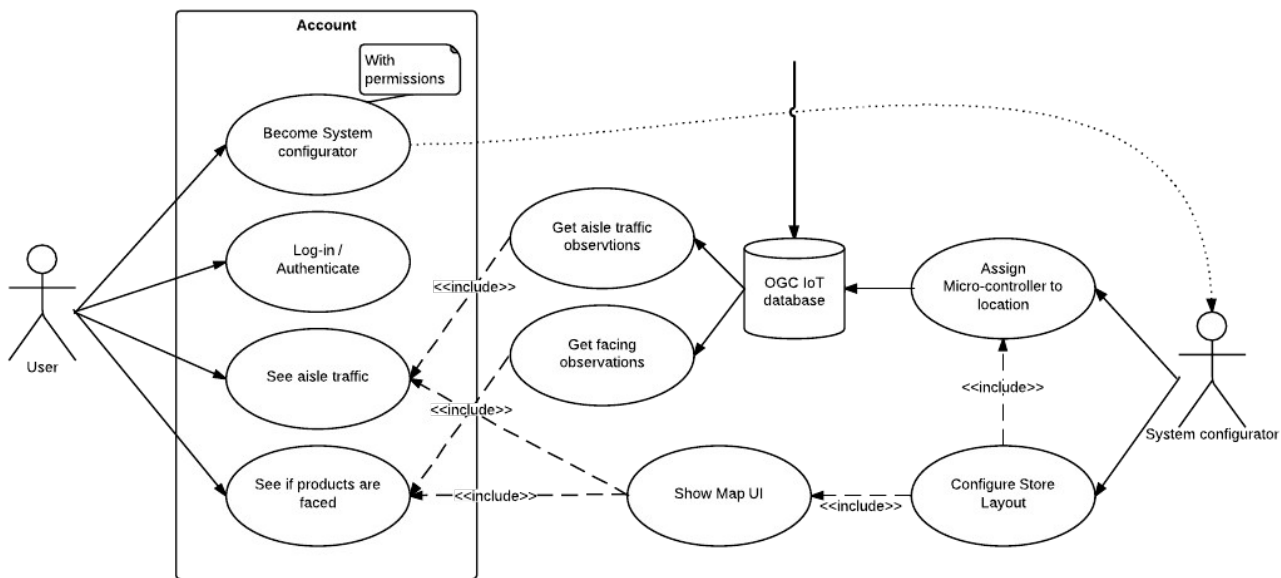 Account
With
permissions
Become System
configurator
Log-in /
Authenticate
See aisle traffic
See if products are
faced
User
Get aisle traffic
observtions
<<include>>
Get facing
observations
<<include>>
<<include>>
Show Map UI
OGC IoT
database
Assign
Micro-controller to
location
<<include>>
System configurator
<<include>>
Configure Store
Layout